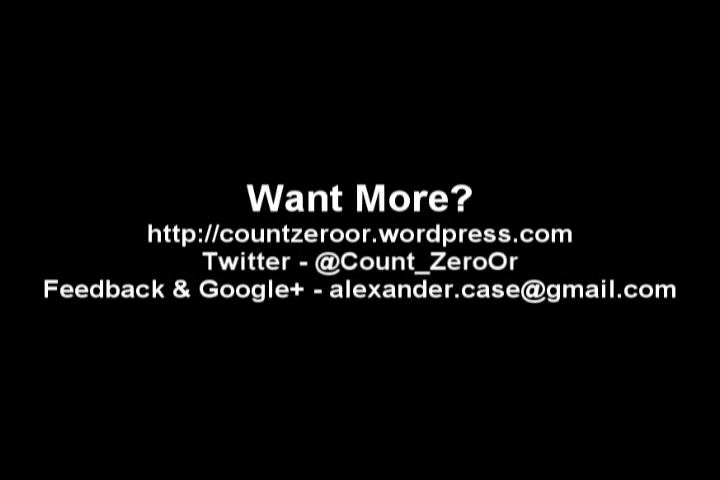 Want More?
http://countzeroor.wordpress.com
Twitter - @Count_ZeroOr
Feedback & Google+ - alexander.case@gmail.com